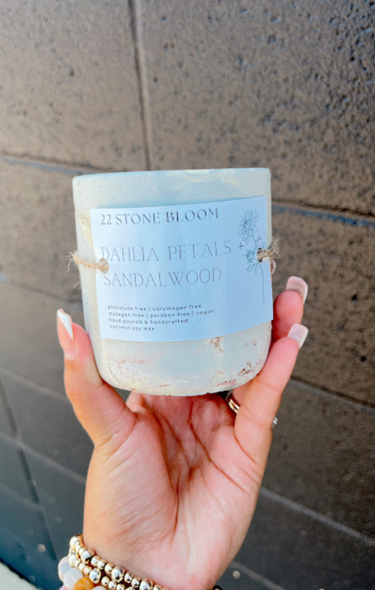 22 STONE BLOOM
DAHLIA PETALS +
SANDALWOOD
phthalate free | carcinogen free
mutagen free | paraben free | vegan
hand poured & handcrafted
coconut soy wax